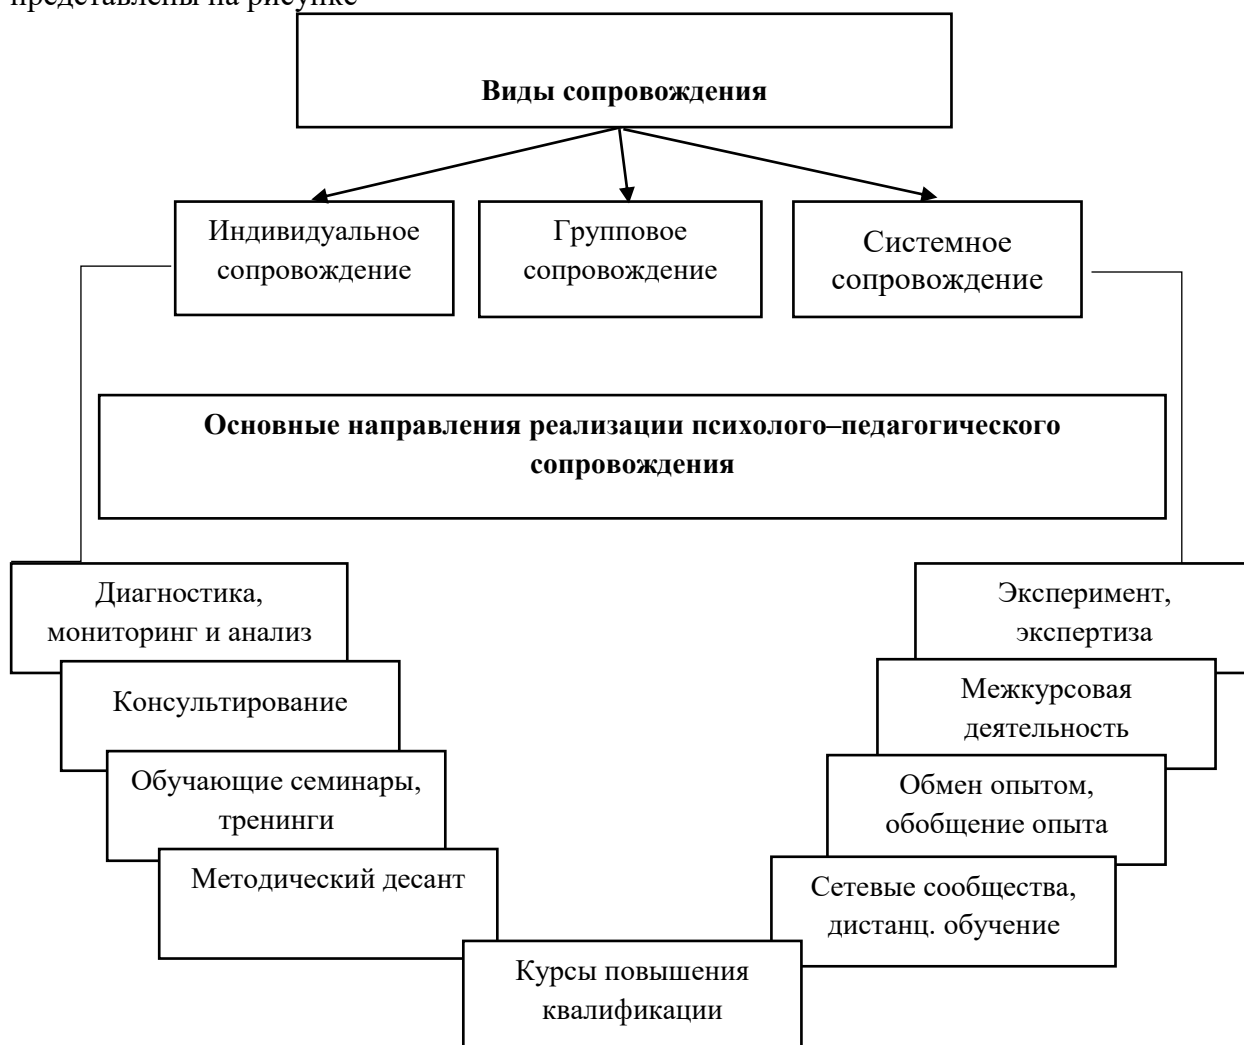 представлены на рисунке
Виды сопровождения
Индивидуальное
сопровождение
Групповое
сопровождение
Системное
сопровождение
Основные направления реализации психолого–педагогического
сопровождения
Диагностика,
мониторинг и анализ
Консультирование
Обучающие семинары,
тренинги
Методический десант
Курсы повышения
квалификации
Эксперимент,
экспертиза
Межкурсовая
деятельность
Обмен опытом,
обобщение опыта
Сетевые сообщества,
дистанц. обучение